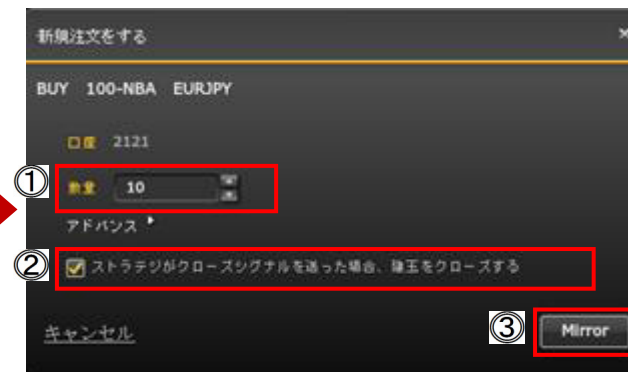 新規注文をする ×
BUY 100-NBA EURJPY
口座 2121
① 数量 10
アドバンス
② ストラテジがクローズシグナルを送った場合、建玉をクローズする
キャンセル ③ Mirror